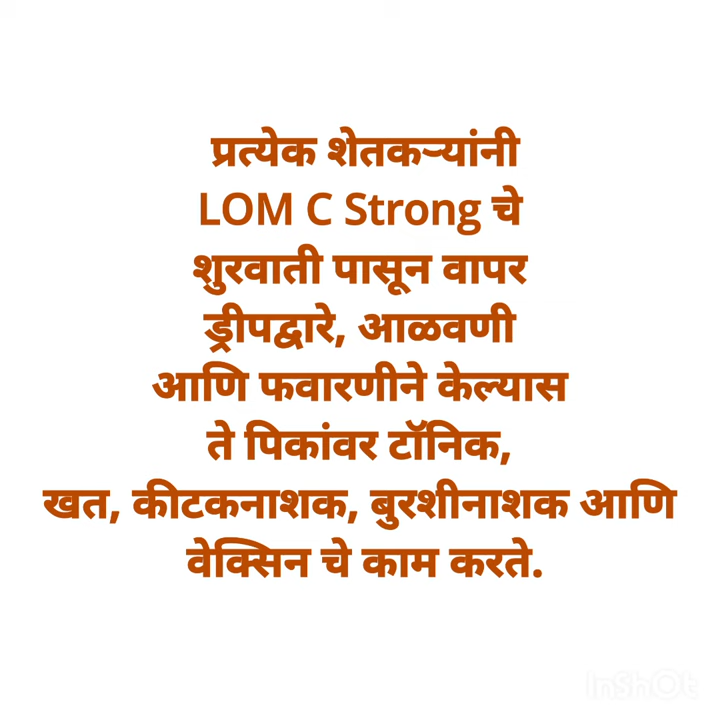 प्रत्येक शेतकऱ्यांनी
LOM C Strong चे
शुरवाती पासून वापर
ड्रीपद्वारे, आळवणी
आणि फवारणीने केल्यास
ते पिकांवर टॉनिक,
खत, कीटकनाशक, बुरशीनाशक आणि
वेक्सिन चे काम करते.
InShOt